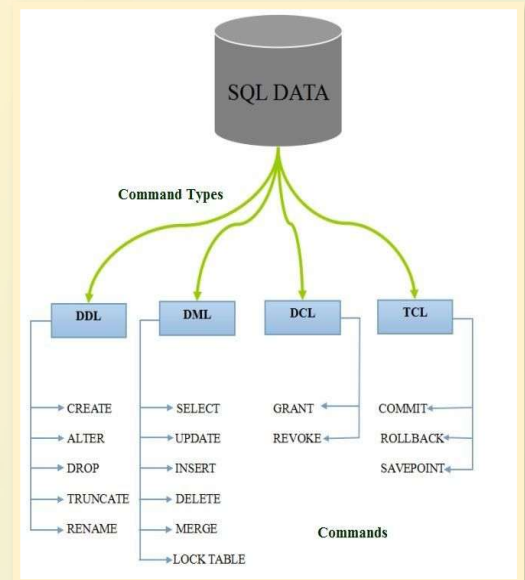 SQL DATA
Command Types
DDL
DML
DCL
TCL
CREATE
ALTER
DROP
TRUNCATE
RENAME
SELECT
UPDATE
INSERT
DELETE
MERGE
LOCK TABLE
GRANT
REVOKE
COMMIT
ROLLBACK
SAVEPOINT
Commands